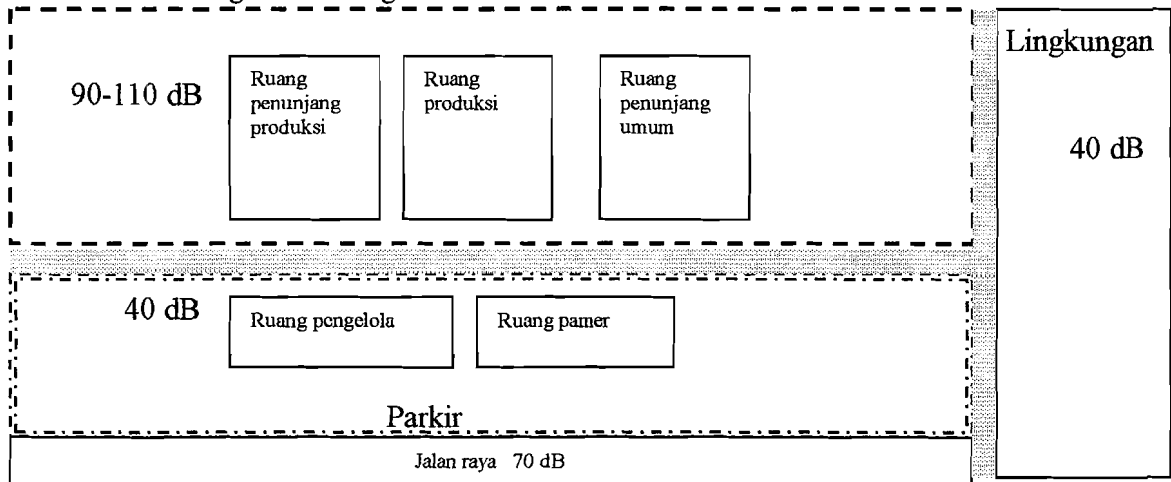 90-110 dB
Ruang
penunjang
produksi
Ruang
produksi
Ruang
penunjang
umum
Lingkungan
40 dB
40 dB
Ruang pengelola
Ruang pamer
Parkir
Jalan raya 70 dB